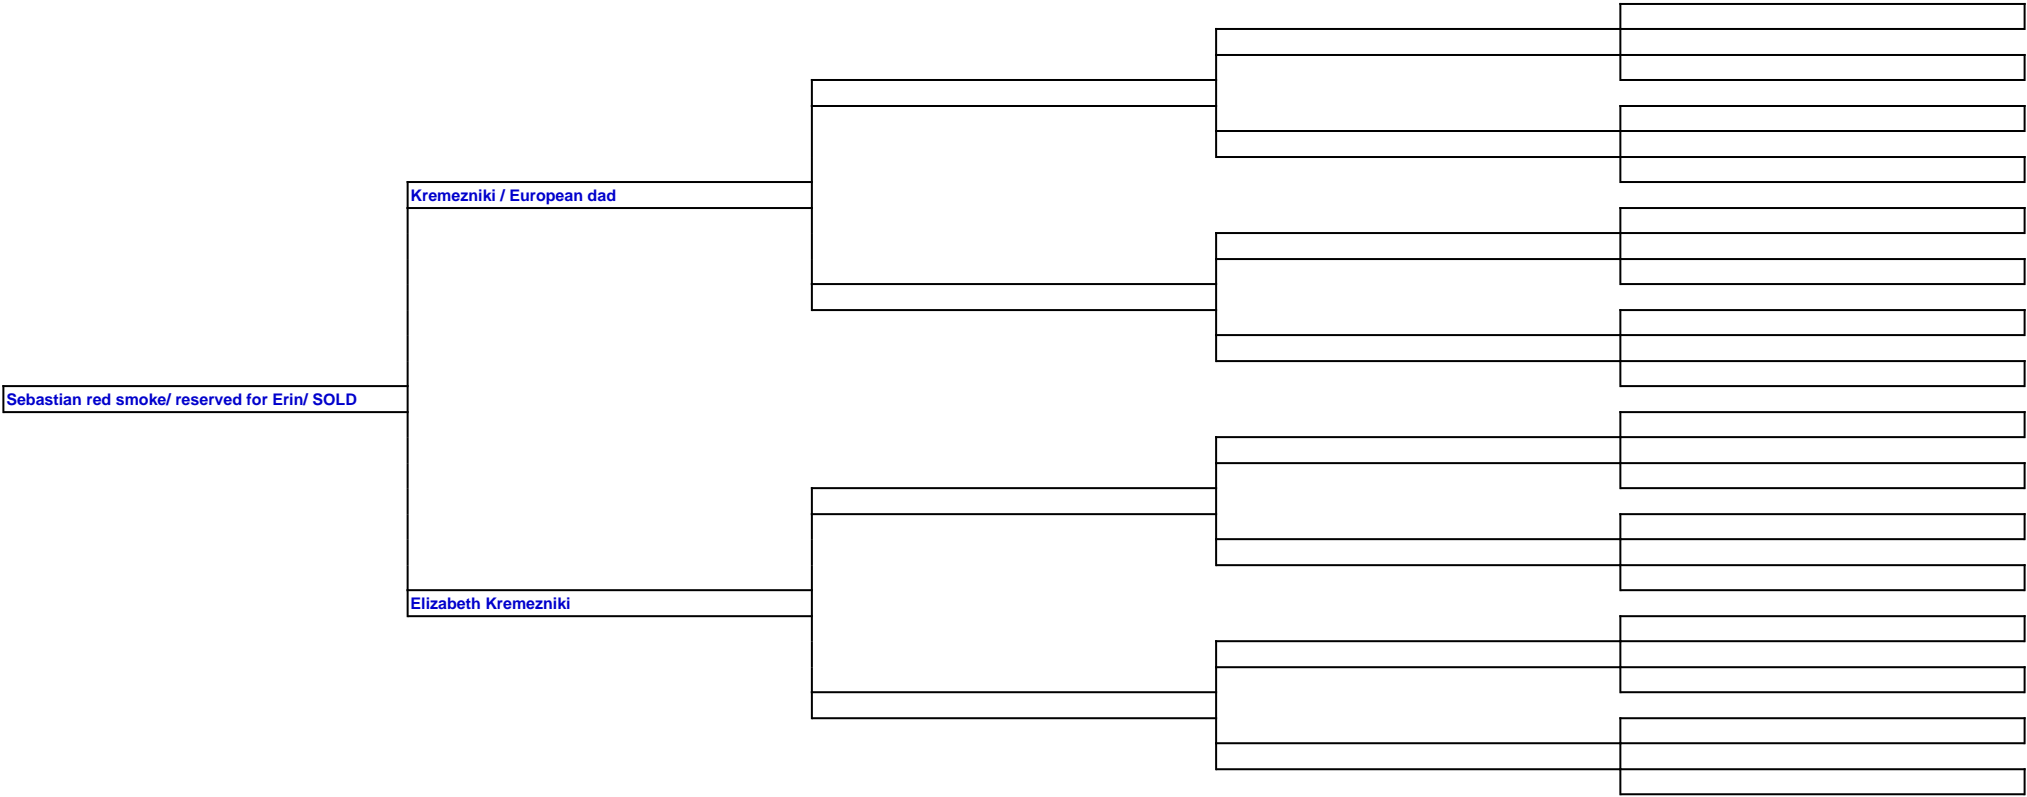 Kremezniki / European dad
Sebastian red smoke/ reserved for Erin/ SOLD
Elizabeth Kremezniki